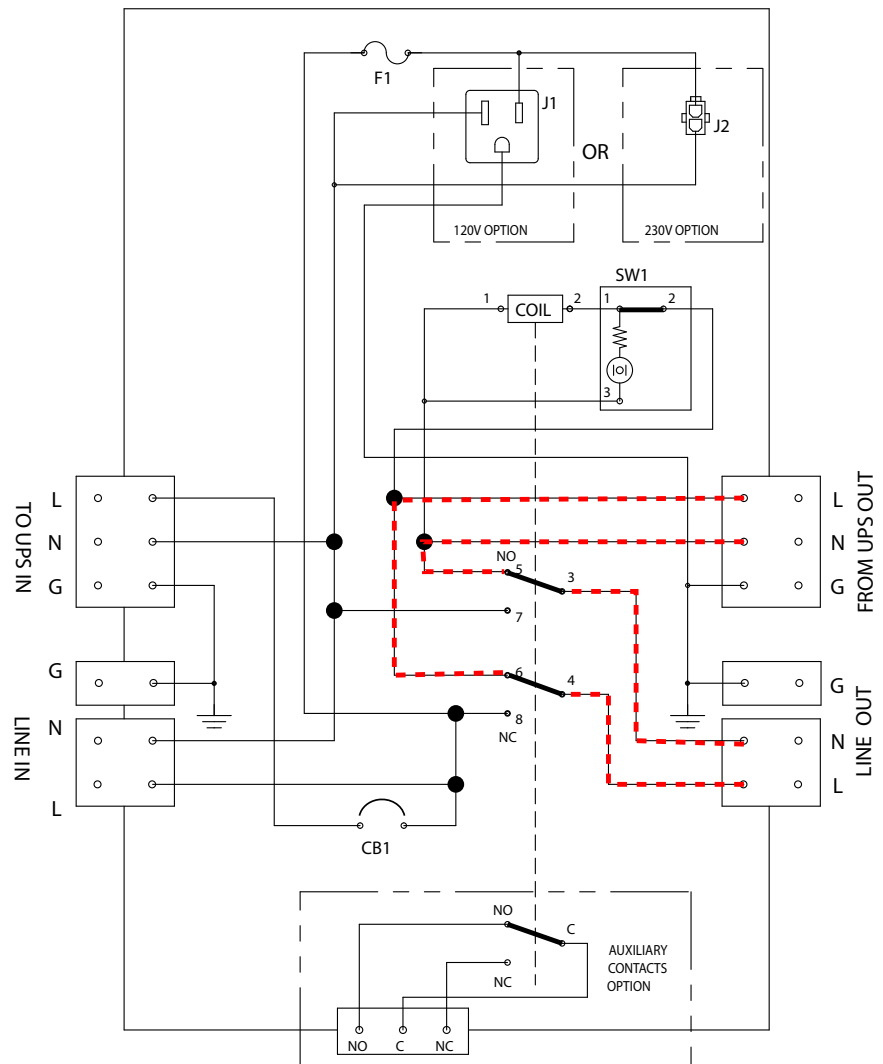 F1
J1
OR
J2
120V OPTION
230V OPTION
SW1
1
COIL
2
1
2
3
TO UPS IN
L
N
G
FROM UPS OUT
L
N
G
NO
5
3
7
6
4
8
NC
G
LINE IN
N
L
G
LINE OUT
N
L
CB1
NO
C
NC
AUXILIARY
CONTACTS
OPTION
NO
C
NC